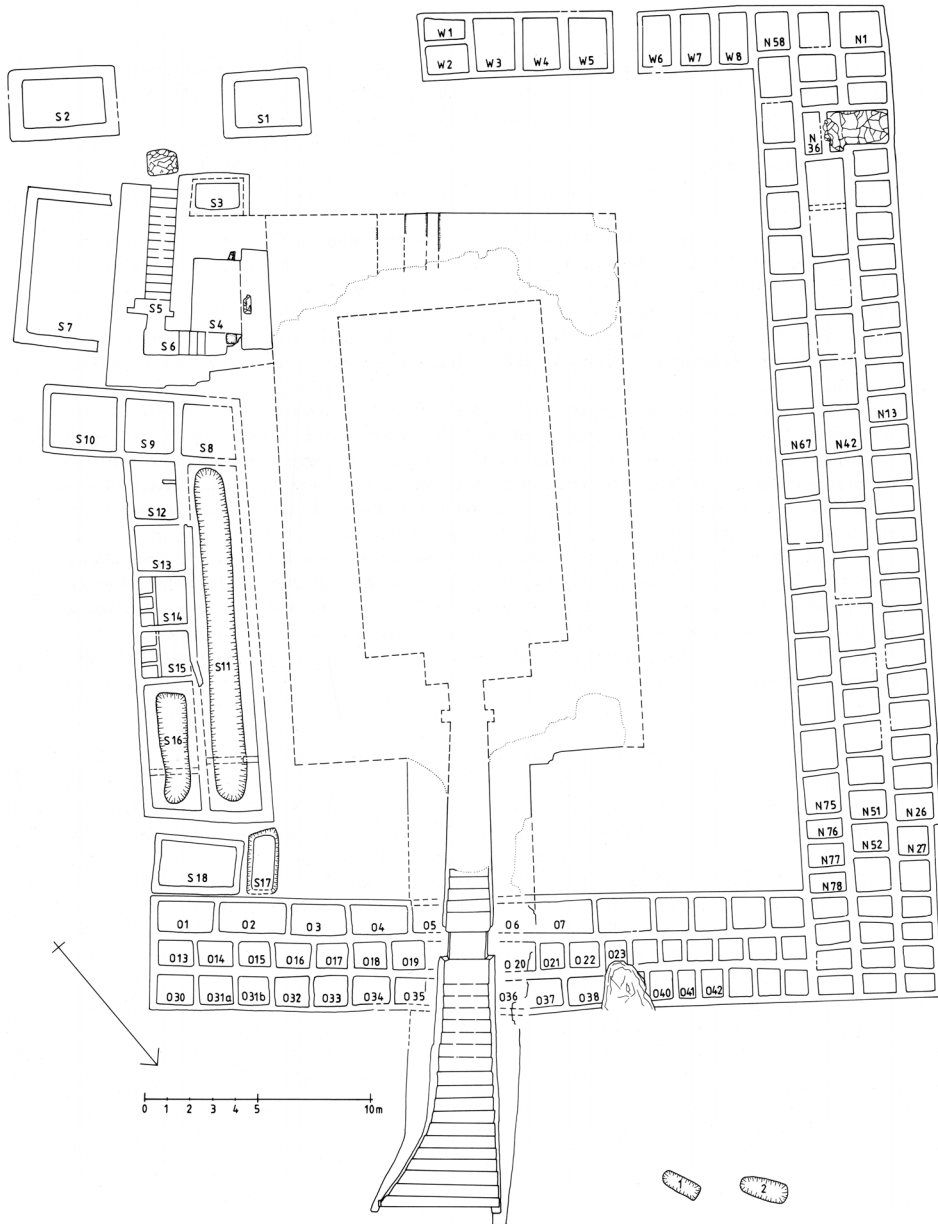 W1
W2 W3 W4 W5 W6 W7 W8 N58 N1
S2 S1
N
36
S3
S5
S7 S6 S4
N13
S10 S9 S8 N67 N42
S12
S13
S14
S15 S11
S16
N75 N51 N26
N76
N52 N27
N77
S18 S17 N78
O1 O2 O3 O4 O5 O6 O7
O13 O14 O15 O16 O17 O18 O19 O20 O21 O22 O23
O30 O31a O31b O32 O33 O34 O35 O36 O37 O38 O40 O41 O42
0 1 2 3 4 5 10m
1 2